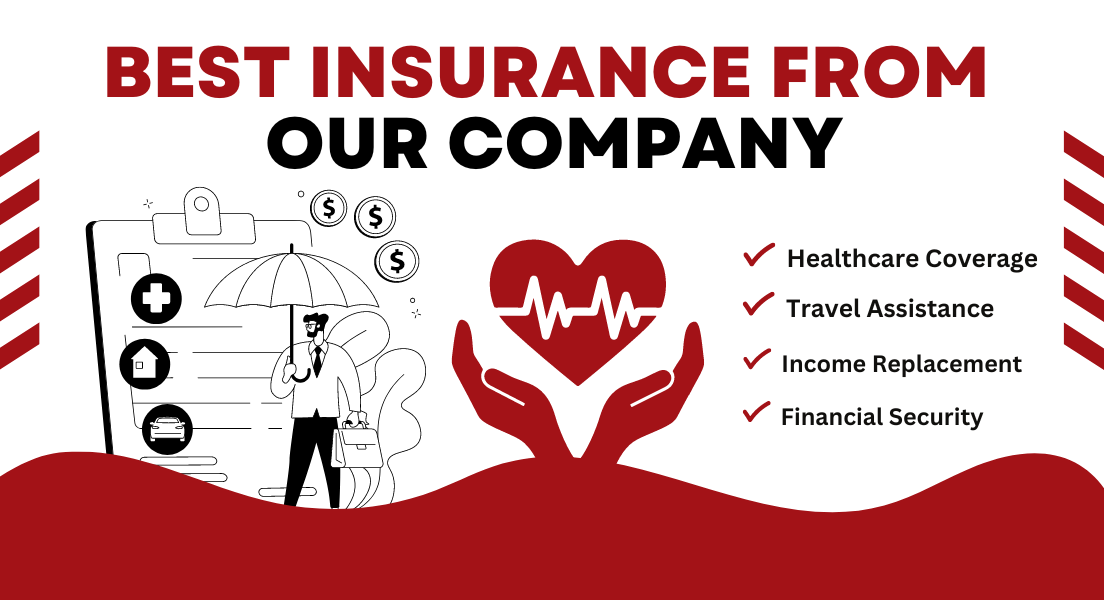 BEST INSURANCE FROM
OUR COMPANY
$
$
$
Healthcare Coverage
Travel Assistance
Income Replacement
Financial Security